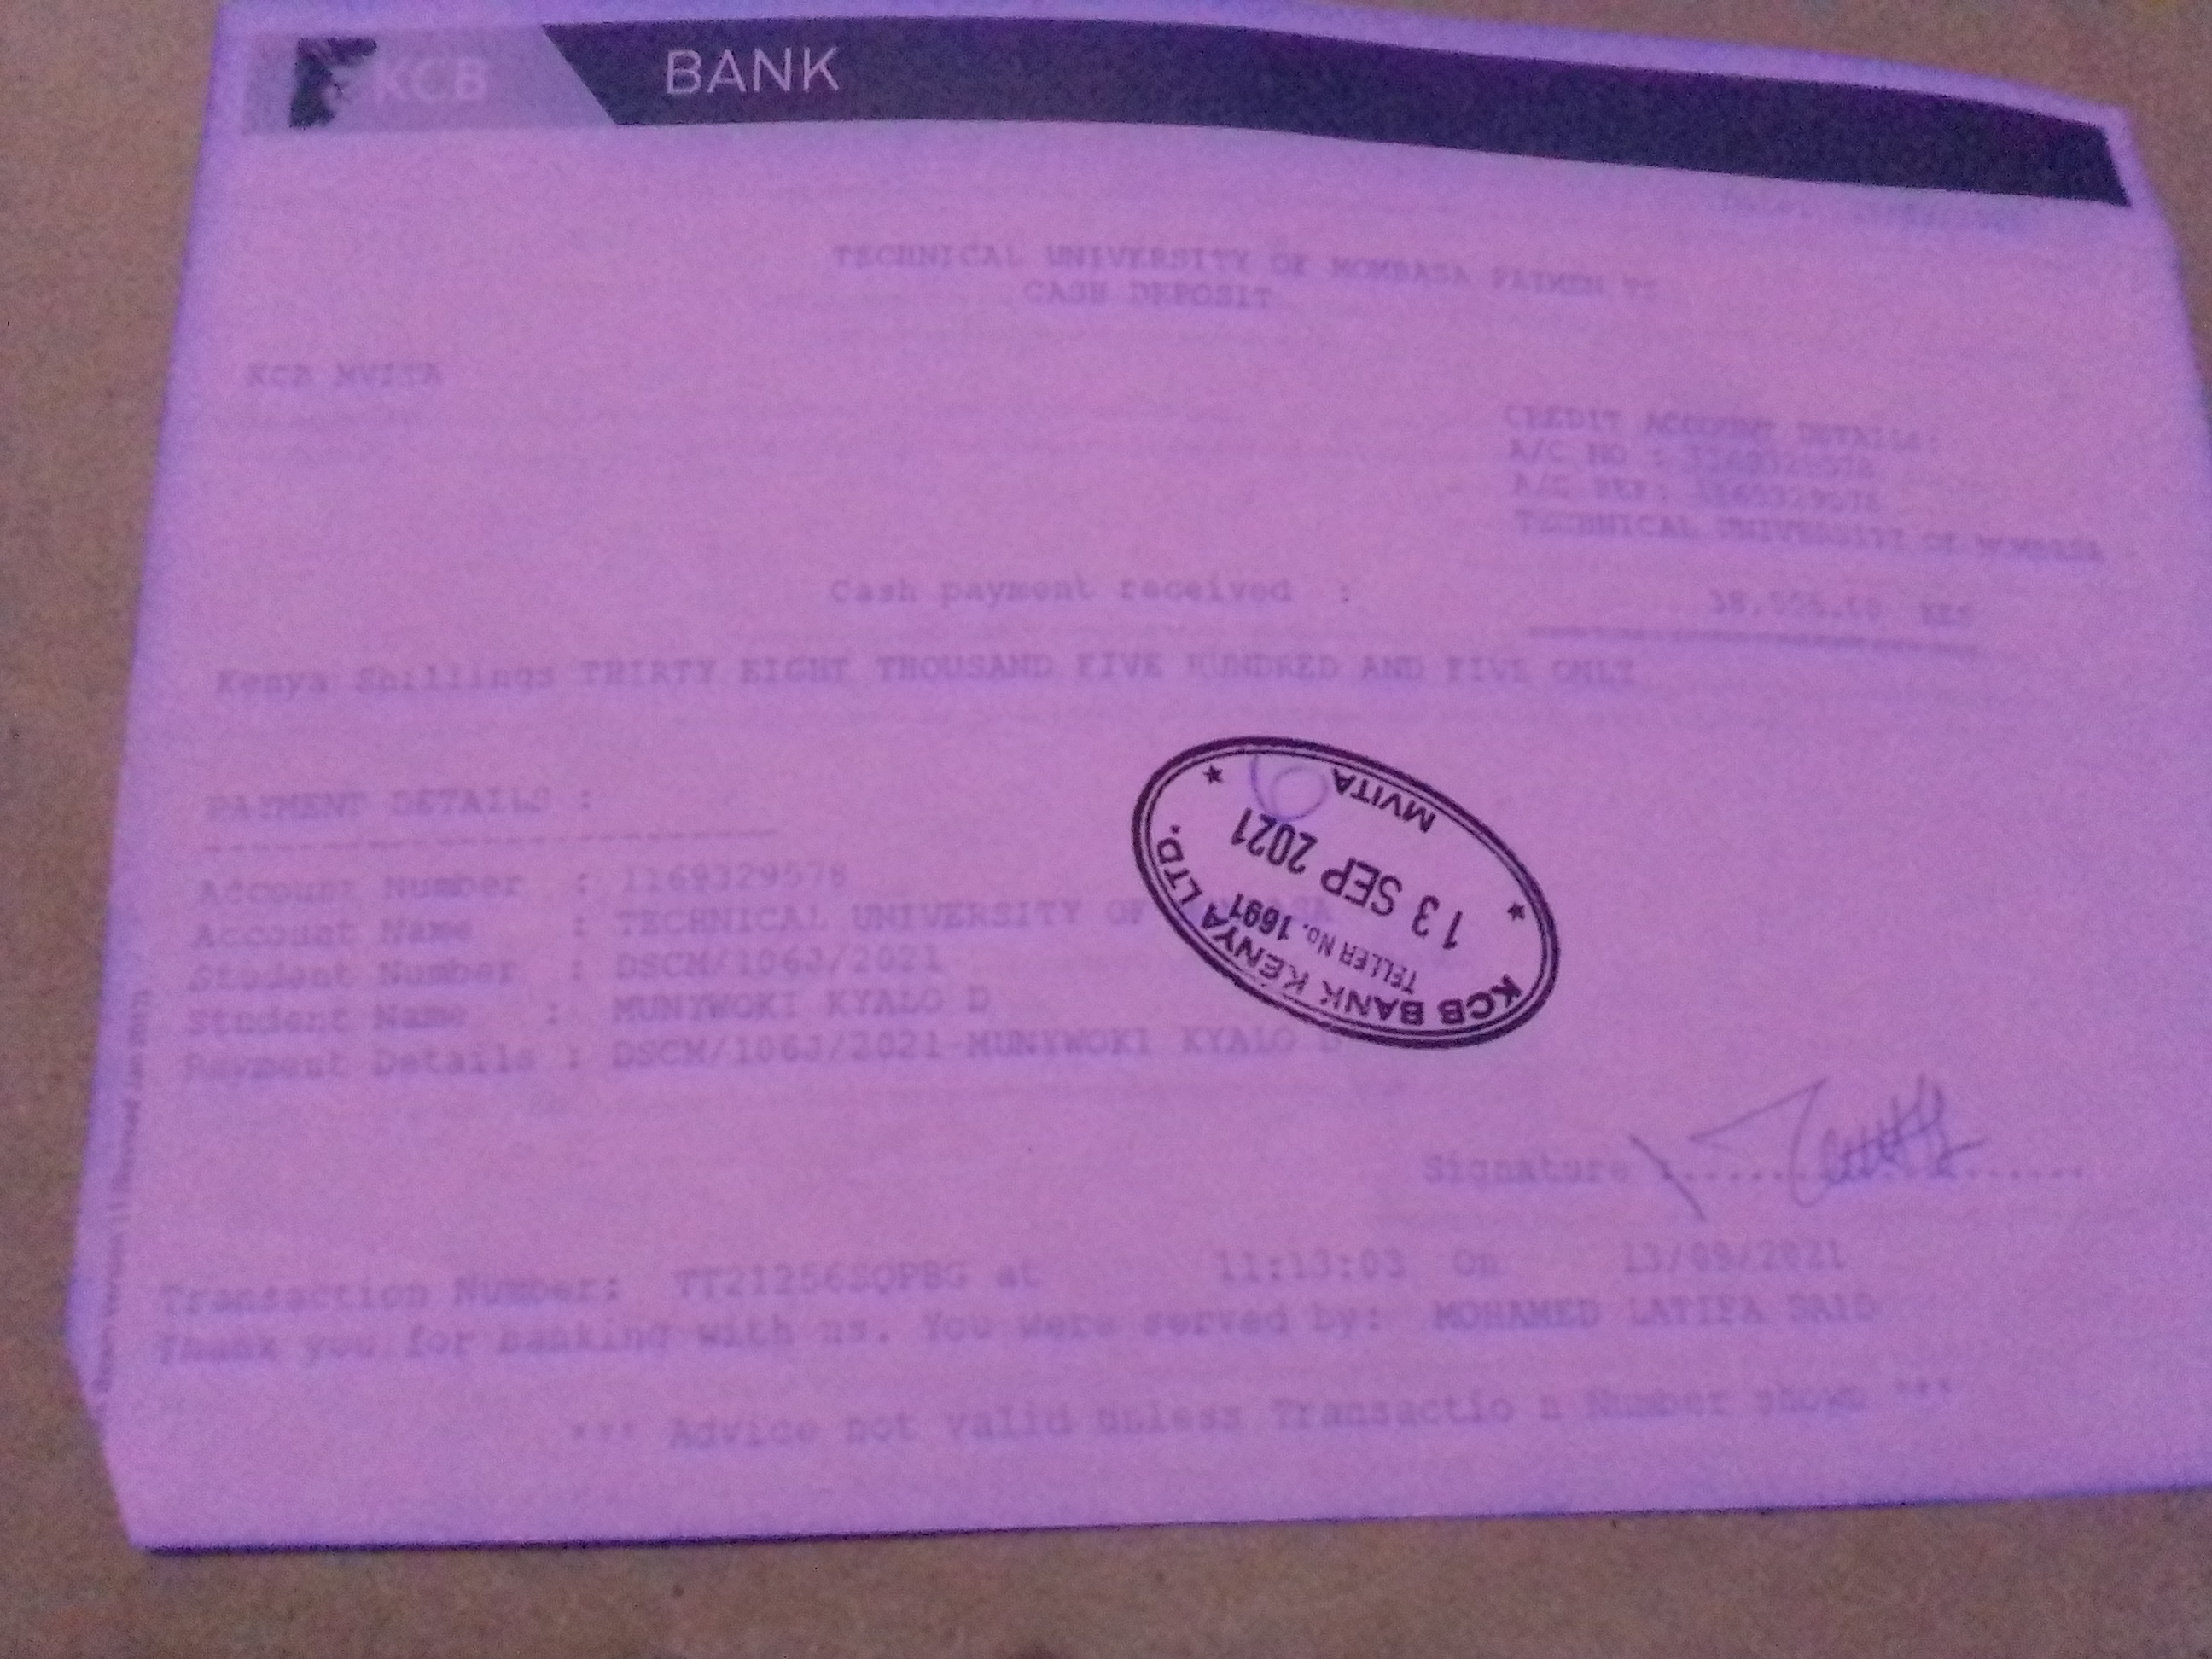 KCB BANK
TECHNICAL UNIVERSITY OF MOMBASA PAYMEN TS
CASH DEPOSIT
KCB MVITA
CREDIT ACCOUNT DETAILS:
A/C NO : 1169329578
A/C REF: 1169329578
TECHNICAL UNIVERSITY OF MOMBASA
Cash payment received : 38,505.00 KES
Kenya Shillings THIRTY EIGHT THOUSAND FIVE HUNDRED AND FIVE ONLY
PAYMENT DETAILS :
Account Number : 1169329578
Account Name : TECHNICAL UNIVERSITY OF MOMBASA
Student Number : DSCM/106J/2021
Student Name : MUNYWOKI KYALO D
Payment Details : DSCM/106J/2021-MUNYWOKI KYALO D
KCB BANK KENYA LTD.
TELLER No. 1691
13 SEP 2021
MVITA
Signature :
Transaction Number: TT21256SQPBG at 11:13:03 On 13/09/2021
Thank you for banking with us. You were served by: MOHAMED LATIFA SAID
*** Advice not valid unless Transactio n Number shown ***